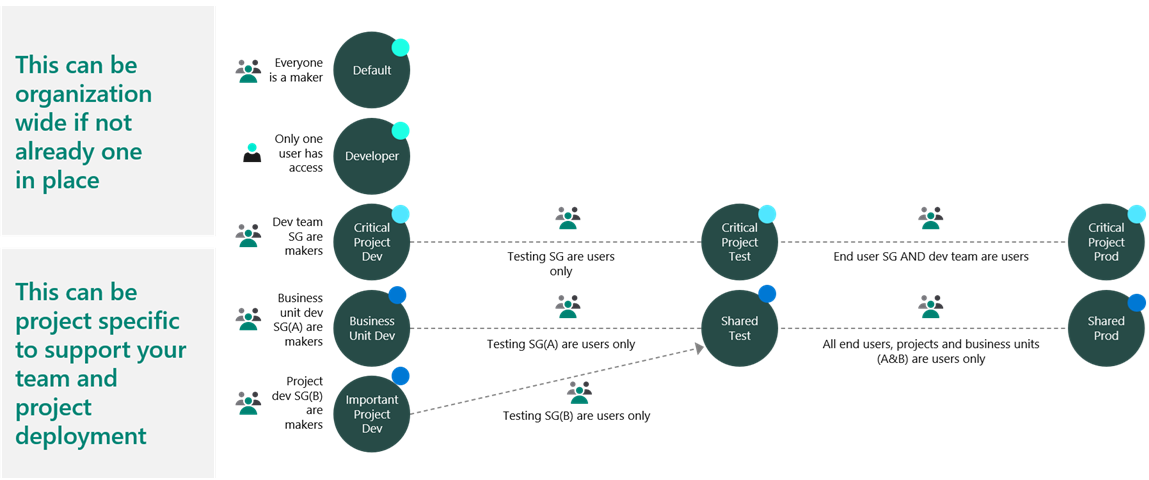 This can be
organization
wide if not
already one
in place
This can be
project specific
to support your
team and
project
deployment
Everyone
is a maker
Default
Only one
user has
access
Developer
Dev team
SG are
makers
Critical
Project
Dev
Testing SG are users
only
Critical
Project
Test
End user SG AND dev team are users
Critical
Project
Prod
Business
unit dev
SG(A) are
makers
Business
Unit Dev
Testing SG(A) are users only
Shared
Test
All end users, projects and business units
(A&B) are users only
Shared
Prod
Project
dev SG(B)
are
makers
Important
Project
Dev
Testing SG(B) are users only